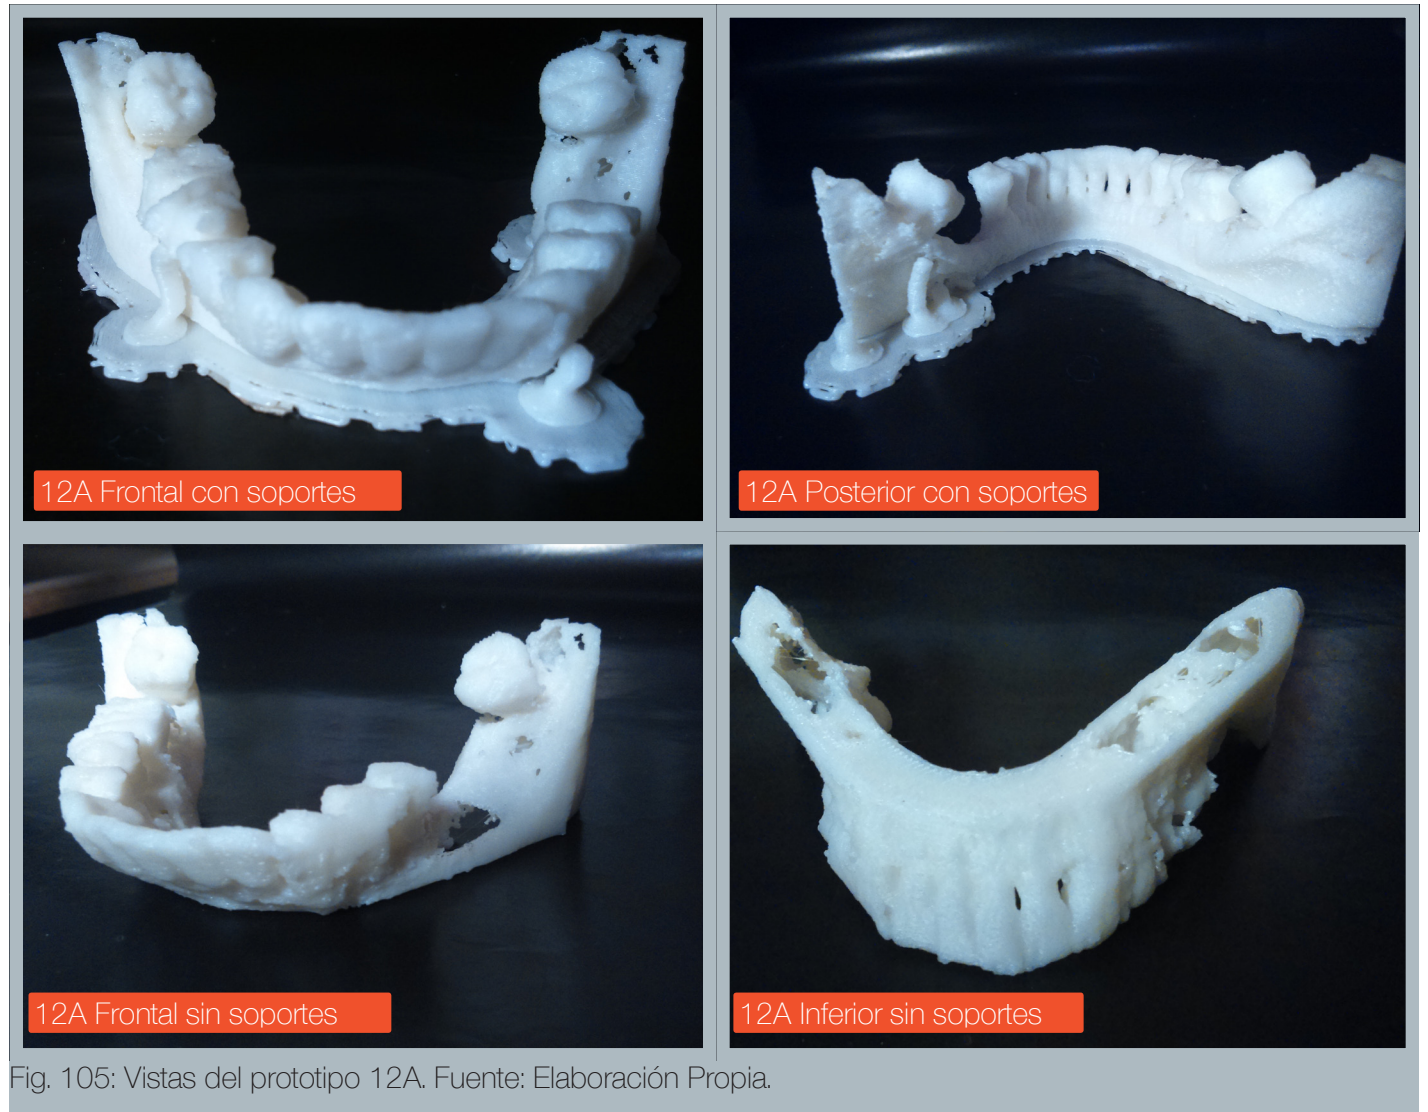 12A Frontal con soportes
12A Posterior con soportes
12A Frontal sin soportes
12A Inferior sin soportes
Fig. 105: Vistas del prototipo 12A. Fuente: Elaboración Propia.